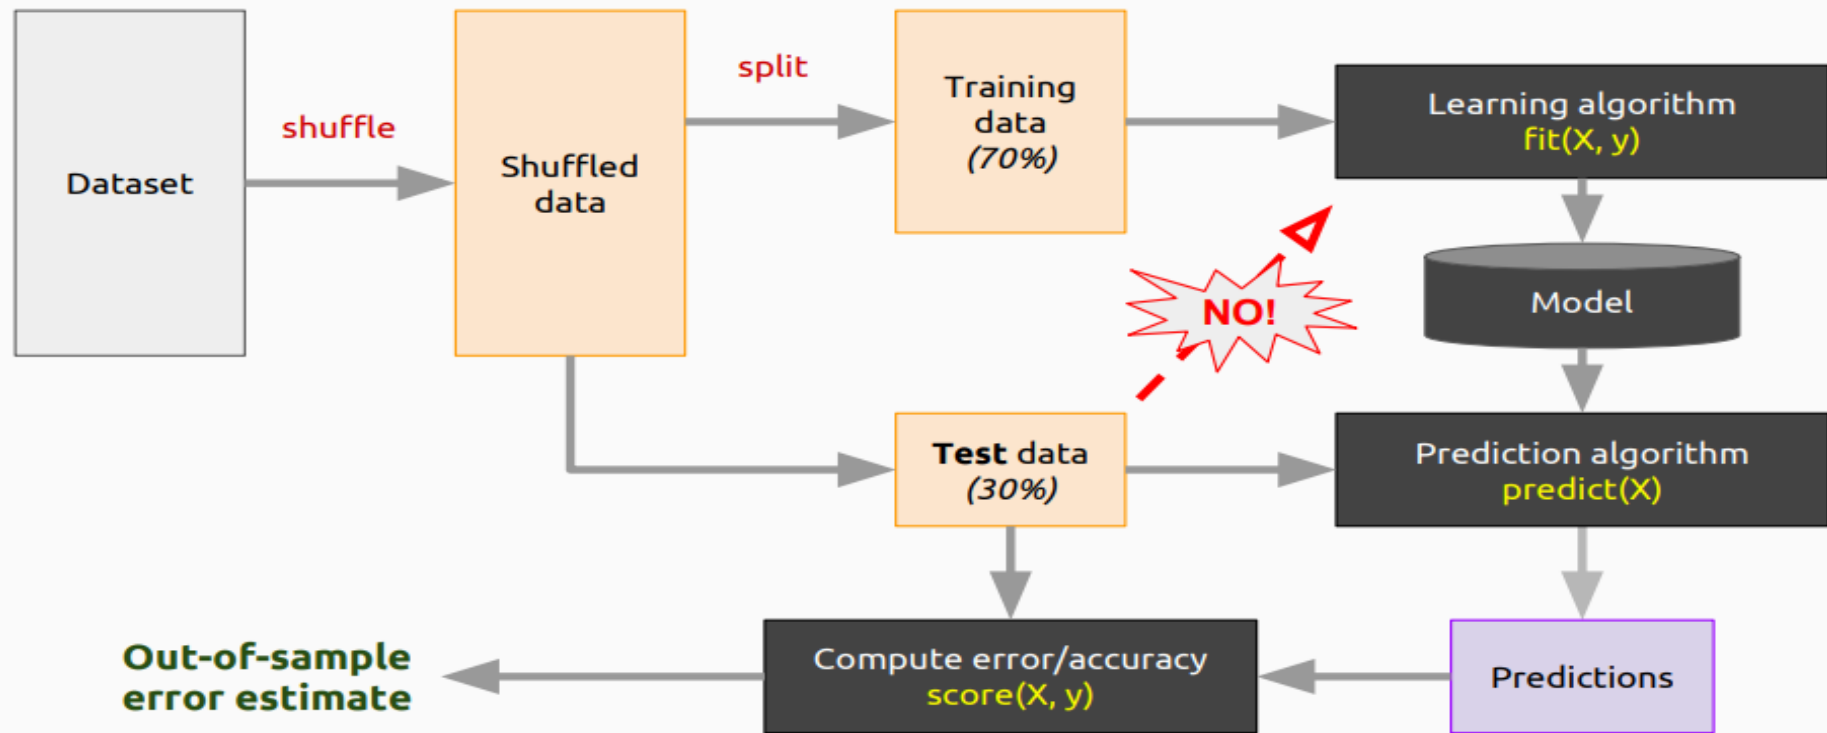 Dataset
shuffle
Shuffled
data
split
Training
data
(70%)
Learning algorithm
fit(X, y)
NO!
Model
Test data
(30%)
Prediction algorithm
predict(X)
Out-of-sample
error estimate
Compute error/accuracy
score(X, y)
Predictions